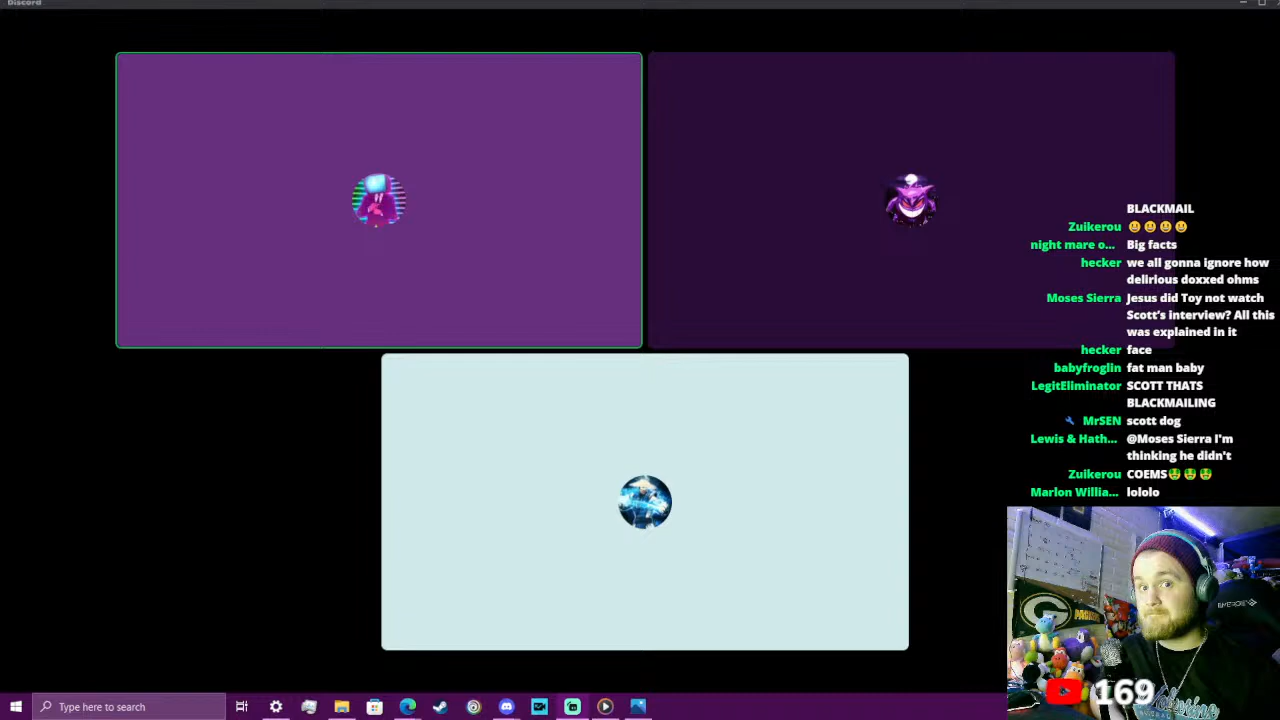 Discord
BLACKMAIL
Zuikerou 😃😃😃😃
night mare o... Big facts
hecker we all gonna ignore how
delirious doxxed ohms
Moses Sierra Jesus did Toy not watch
Scott's interview? All this
was explained in it
hecker face
babyfroglin fat man baby
LegitEliminator SCOTT THATS
BLACKMAILING
MrSEN scott dog
Lewis & Hath... @Moses Sierra I'm
thinking he didn't
Zuikerou COEMS🤑🤑🤑
Marlon Willia... lololo
G PACKERS
169
Type here to search